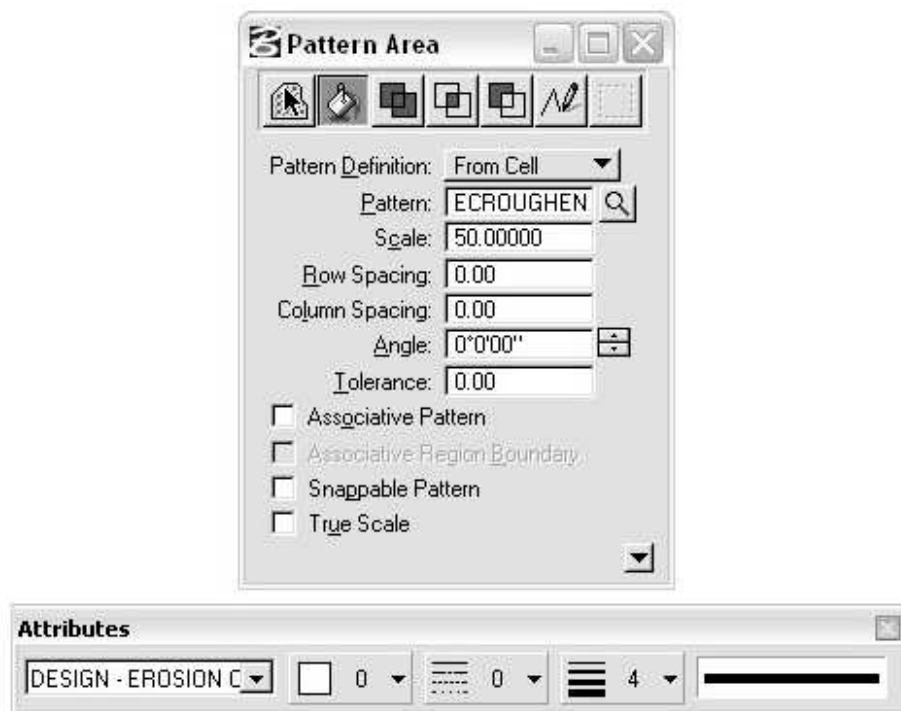 Pattern Area
Pattern Definition: From Cell
Pattern: ECROUGHEN
Scale: 50.00000
Row Spacing: 0.00
Column Spacing: 0.00
Angle: 0°0'00"
Tolerance: 0.00
Associative Pattern
Associative Region Boundary
Snappable Pattern
True Scale
Attributes
DESIGN - EROSION C 0 0 4